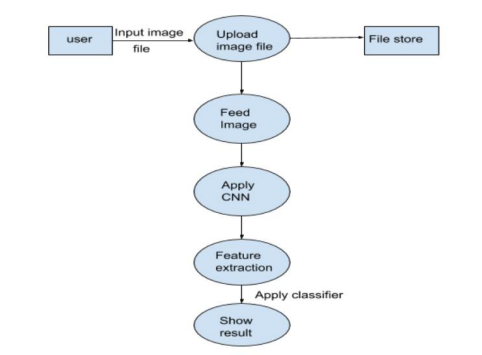 user
Input image
file
Upload
image file
File store
Feed
Image
Apply
CNN
Feature
extraction
Apply classifier
Show
result